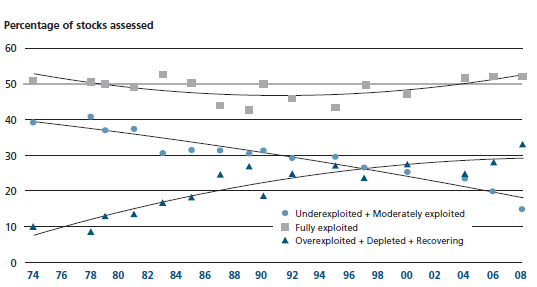 Percentage of stocks assessed
60
50
40
30
20
10
0
Underexploited + Moderately exploited
Fully exploited
Overexploited + Depleted + Recovering
74 76 78 80 82 84 86 88 90 92 94 96 98 00 02 04 06 08